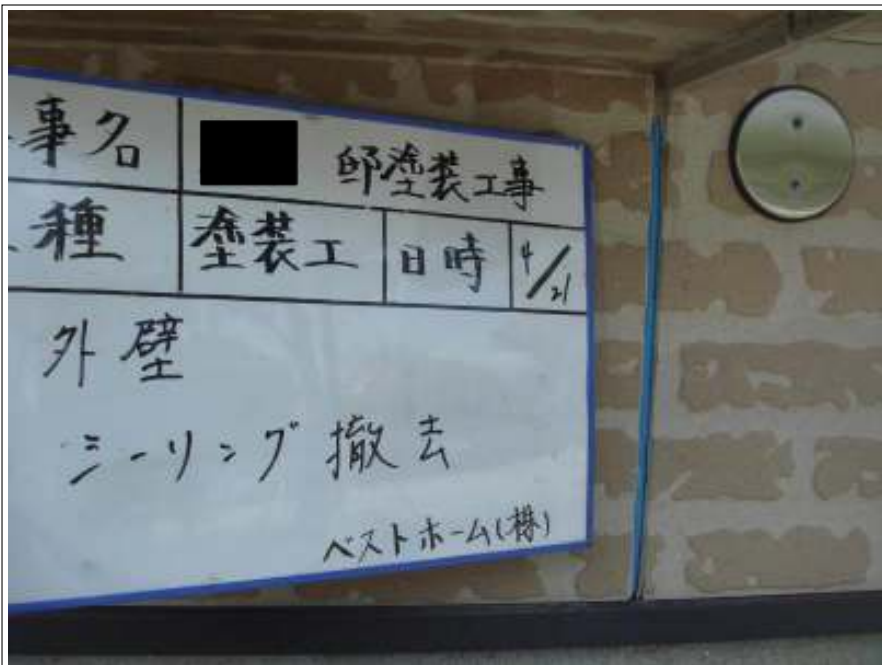 事名 邸塗装工事
種 塗装工 日時 4/21
外壁
シーリング撤去
ベストホーム(株)